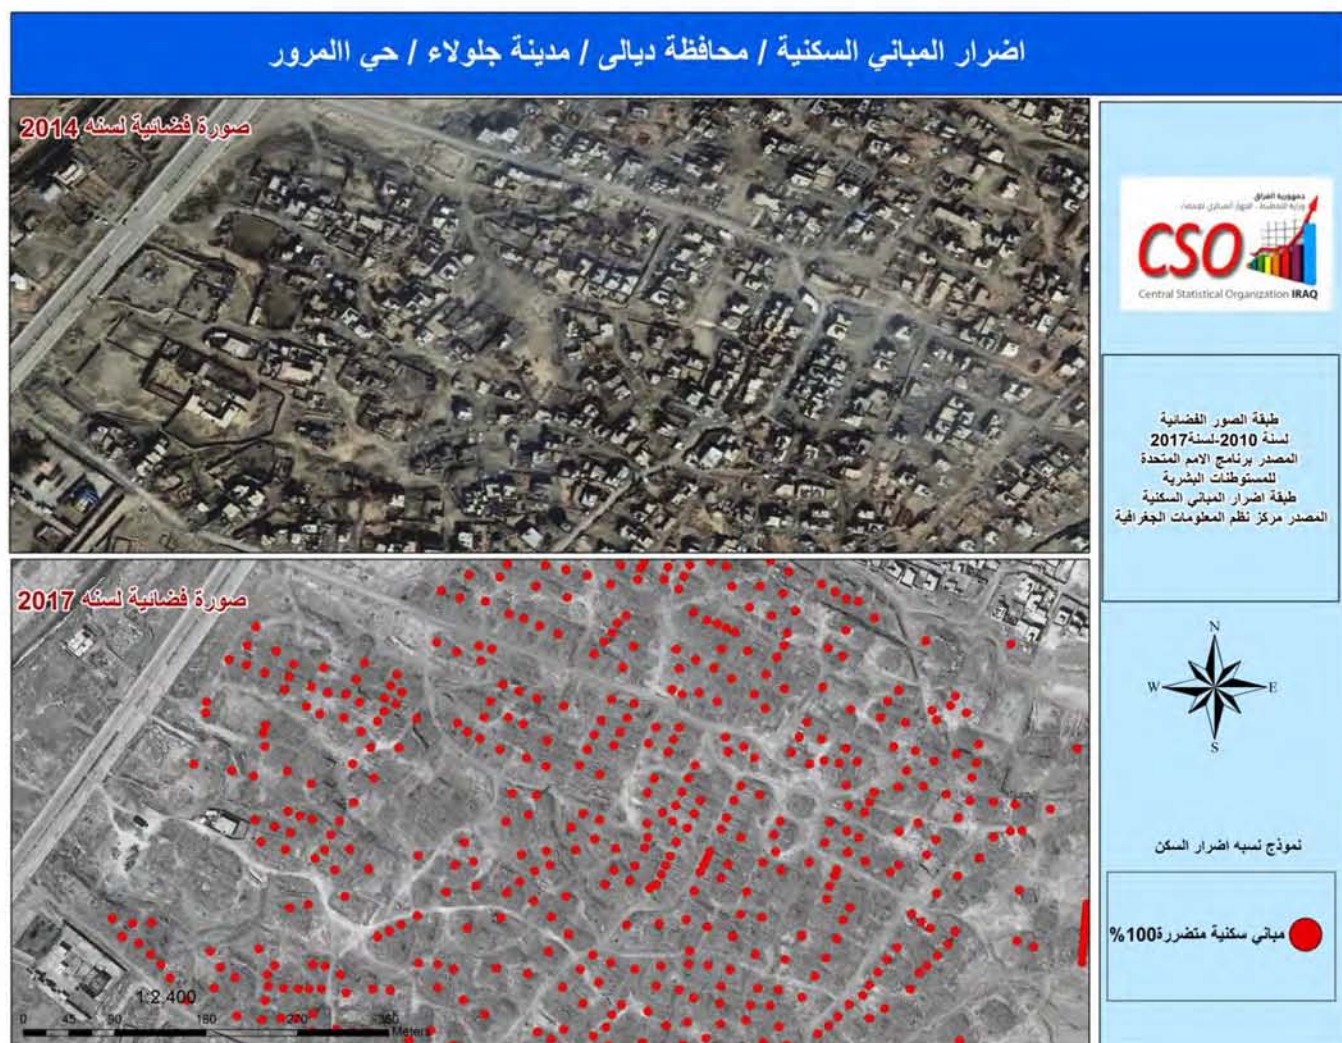 اضرار المباني السكنية / محافظة ديالى / مدينة جلولاء / حي االمرور
صورة فضائية لسنه 2014
جمهورية العراق
CSO
Central Statistical Organization IRAQ
طبقة الصور الفضائية
لسنة 2010-لسنة2017
المصدر برنامج الامم المتحدة
للمستوطنات البشرية
طبقة اضرار المباني السكنية
المصدر مركز نظم المعلومات الجغرافية
صورة فضائية لسنه 2017
N
W E
S
نموذج نسبه اضرار السكن
مباني سكنية متضررة100%
1:2,400
0 45 90 180 270 360
Meters